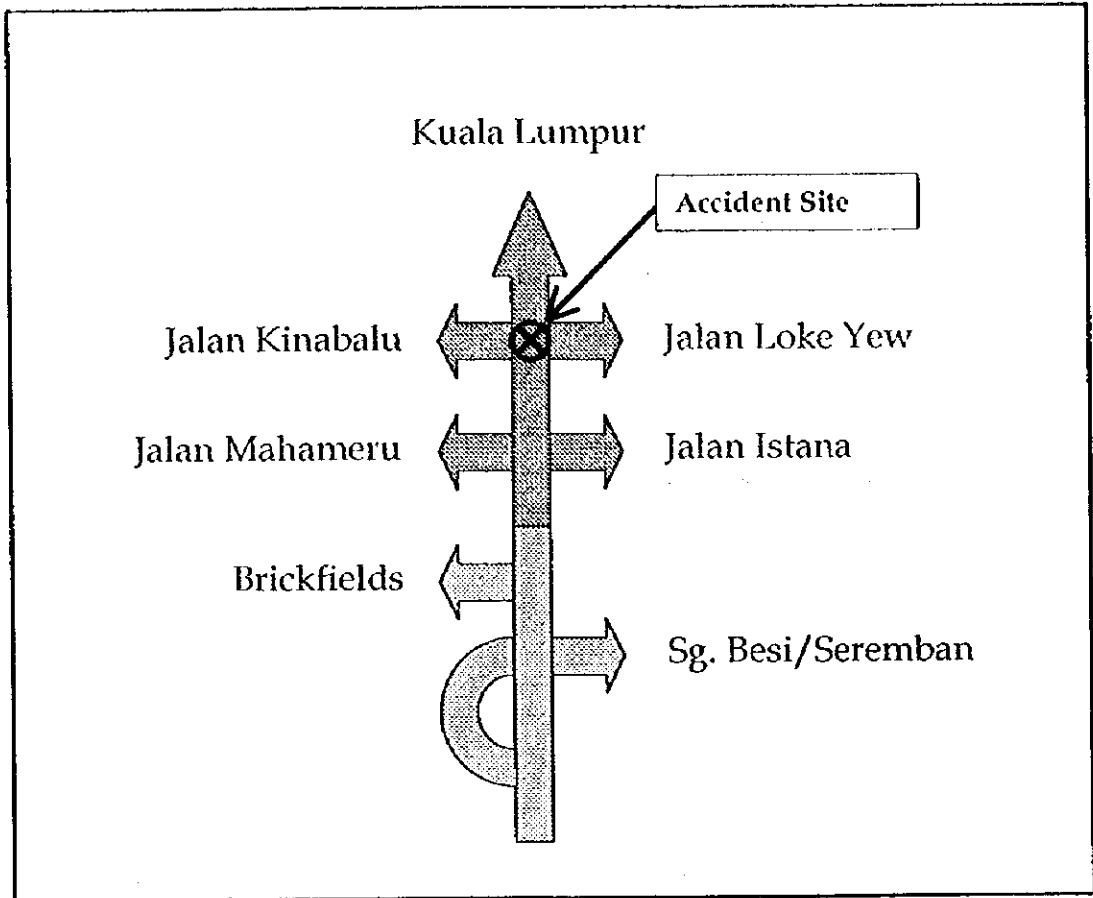 Kuala Lumpur
Accident Site
Jalan Kinabalu
Jalan Loke Yew
Jalan Mahameru
Jalan Istana
Brickfields
Sg. Besi/Seremban